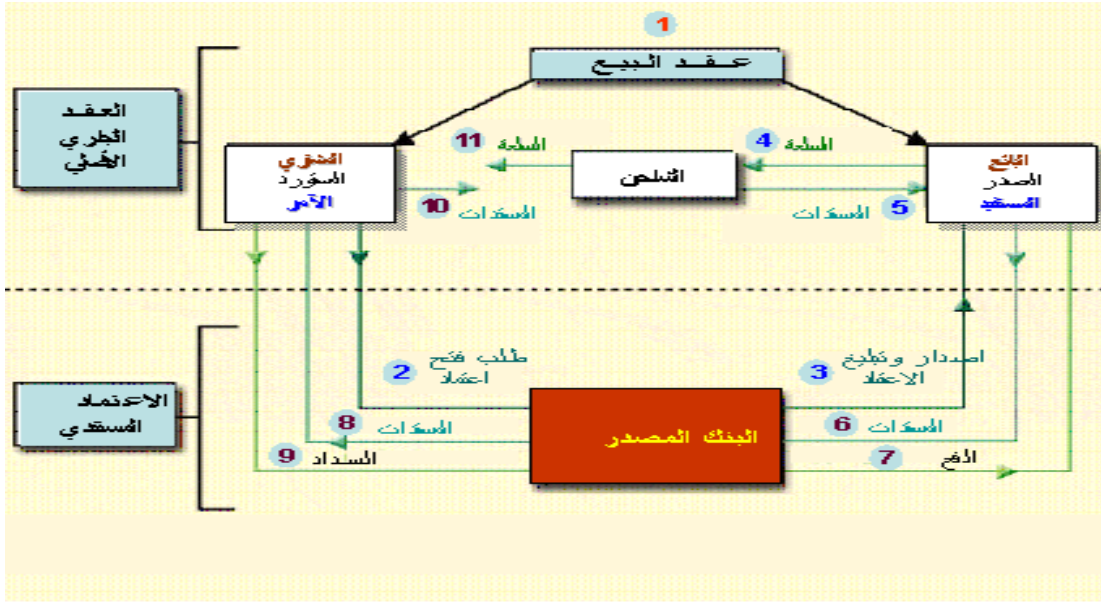 1
عقد البيع
العقد
الأصلي
11 السلعة
4 السلعة
المشتري
المستورد
الآمر
الشاحن
البائع
المصدر
المستفيد
10 المستندات
5 المستندات
2 طلب فتح
اعتماد
3 اصدار وتبليغ
الاعتماد
الاعتماد
المستندي
البنك المصدر
8 المستندات
6 المستندات
9 السداد
7 الدفع